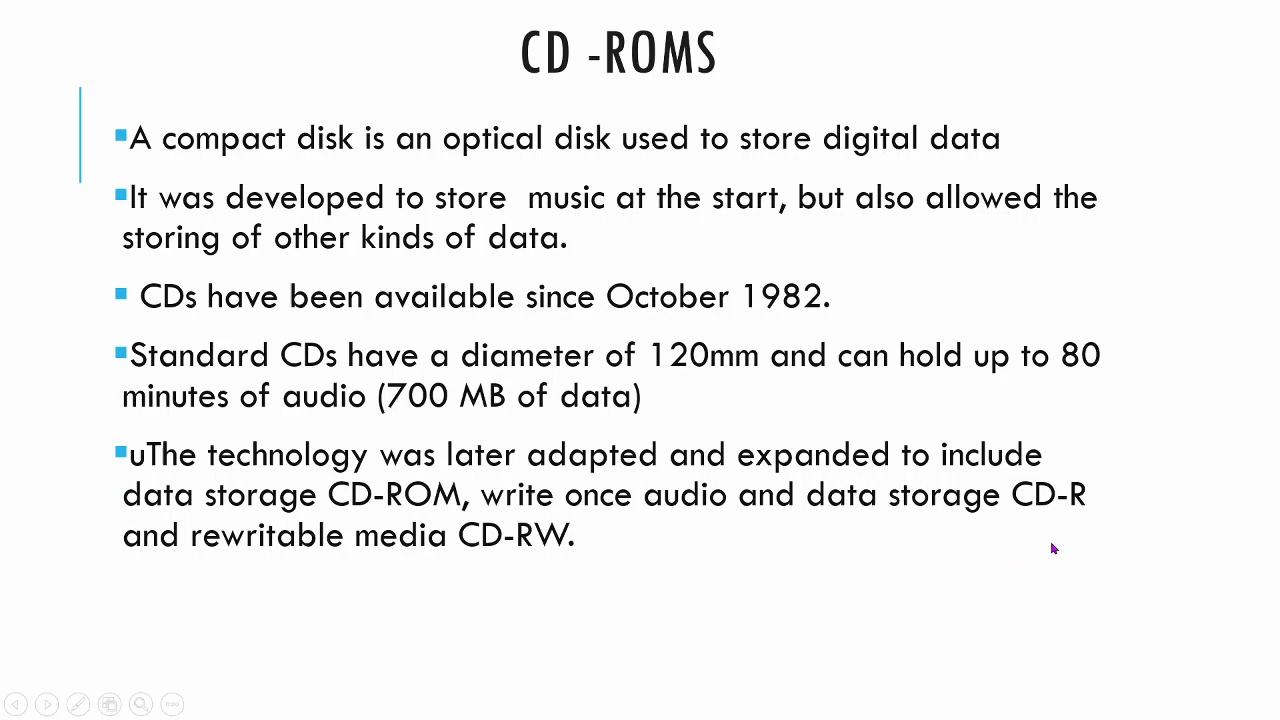 CD -ROMS
▪A compact disk is an optical disk used to store digital data
▪It was developed to store  music at the start, but also allowed the
storing of other kinds of data.
▪ CDs have been available since October 1982.
▪Standard CDs have a diameter of 120mm and can hold up to 80
minutes of audio (700 MB of data)
▪uThe technology was later adapted and expanded to include
data storage CD-ROM, write once audio and data storage CD-R
and rewritable media CD-RW.